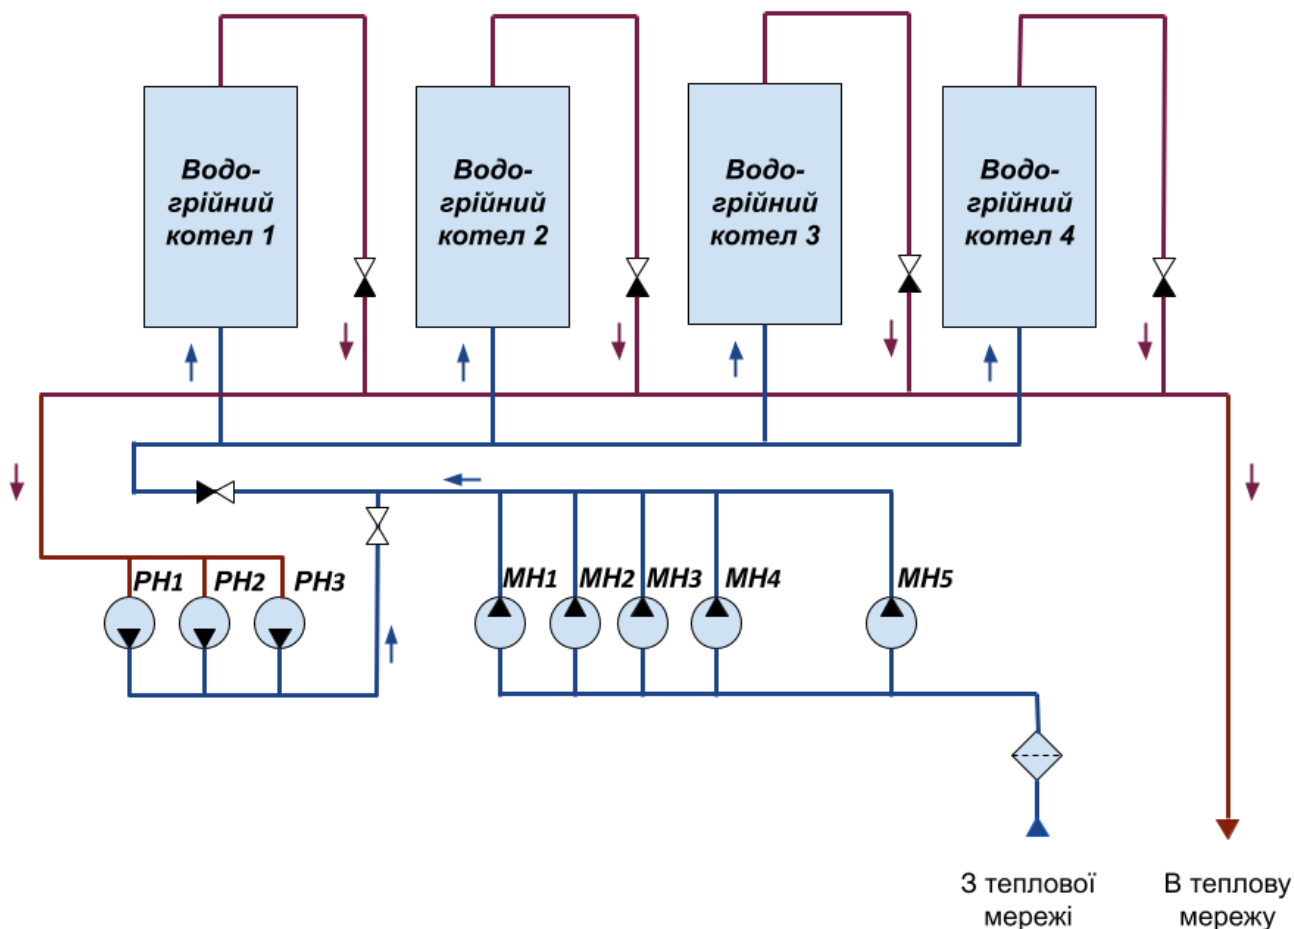 Водо-
грійний
котел 1
Водо-
грійний
котел 2
Водо-
грійний
котел 3
Водо-
грійний
котел 4
РН1
РН2
РН3
МН1
МН2
МН3
МН4
МН5
З теплової
мережі
В теплову
мережу